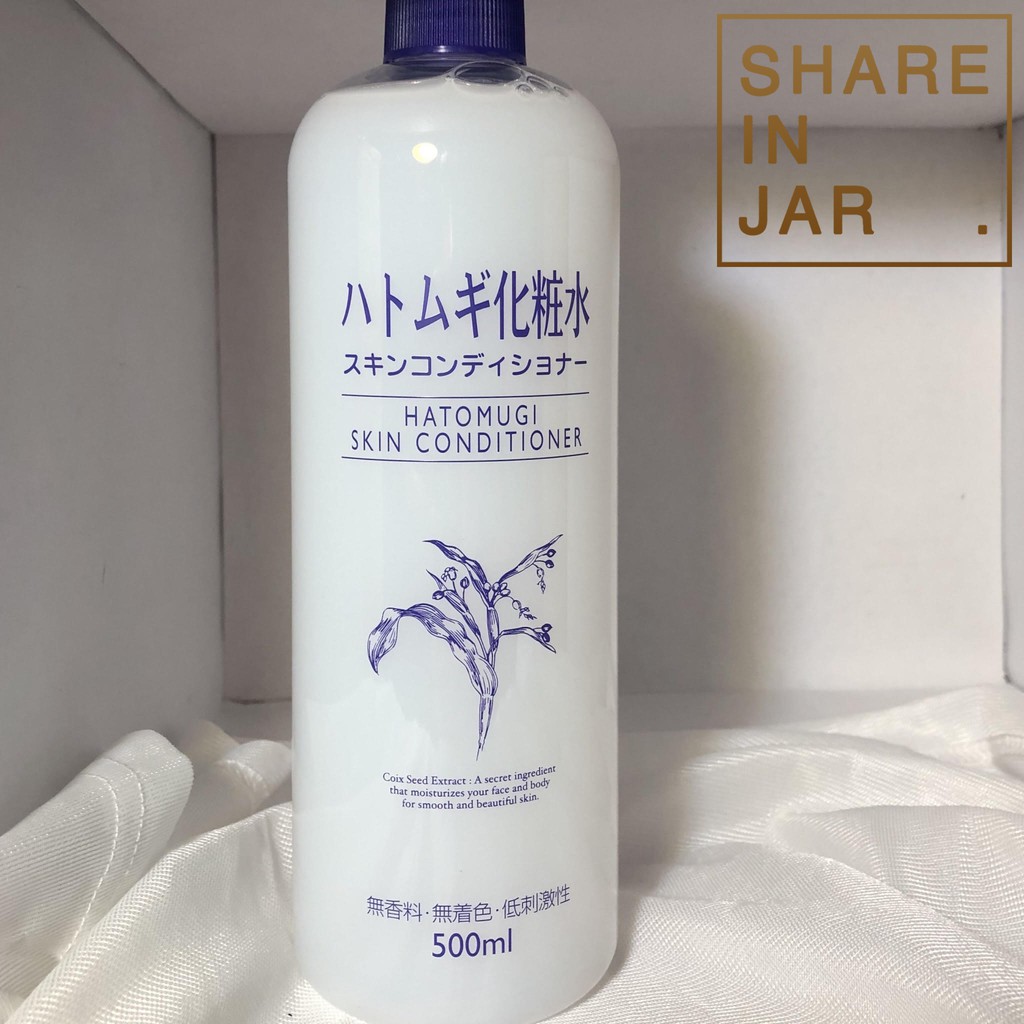 SHARE
IN
JAR .
ハトムギ化粧水
スキンコンディショナー
HATOMUGI
SKIN CONDITIONER
Coix Seed Extract : A secret ingredient
that moisturizes your face and body
for smooth and beautiful skin.
無香料・無着色・低刺激性
500ml